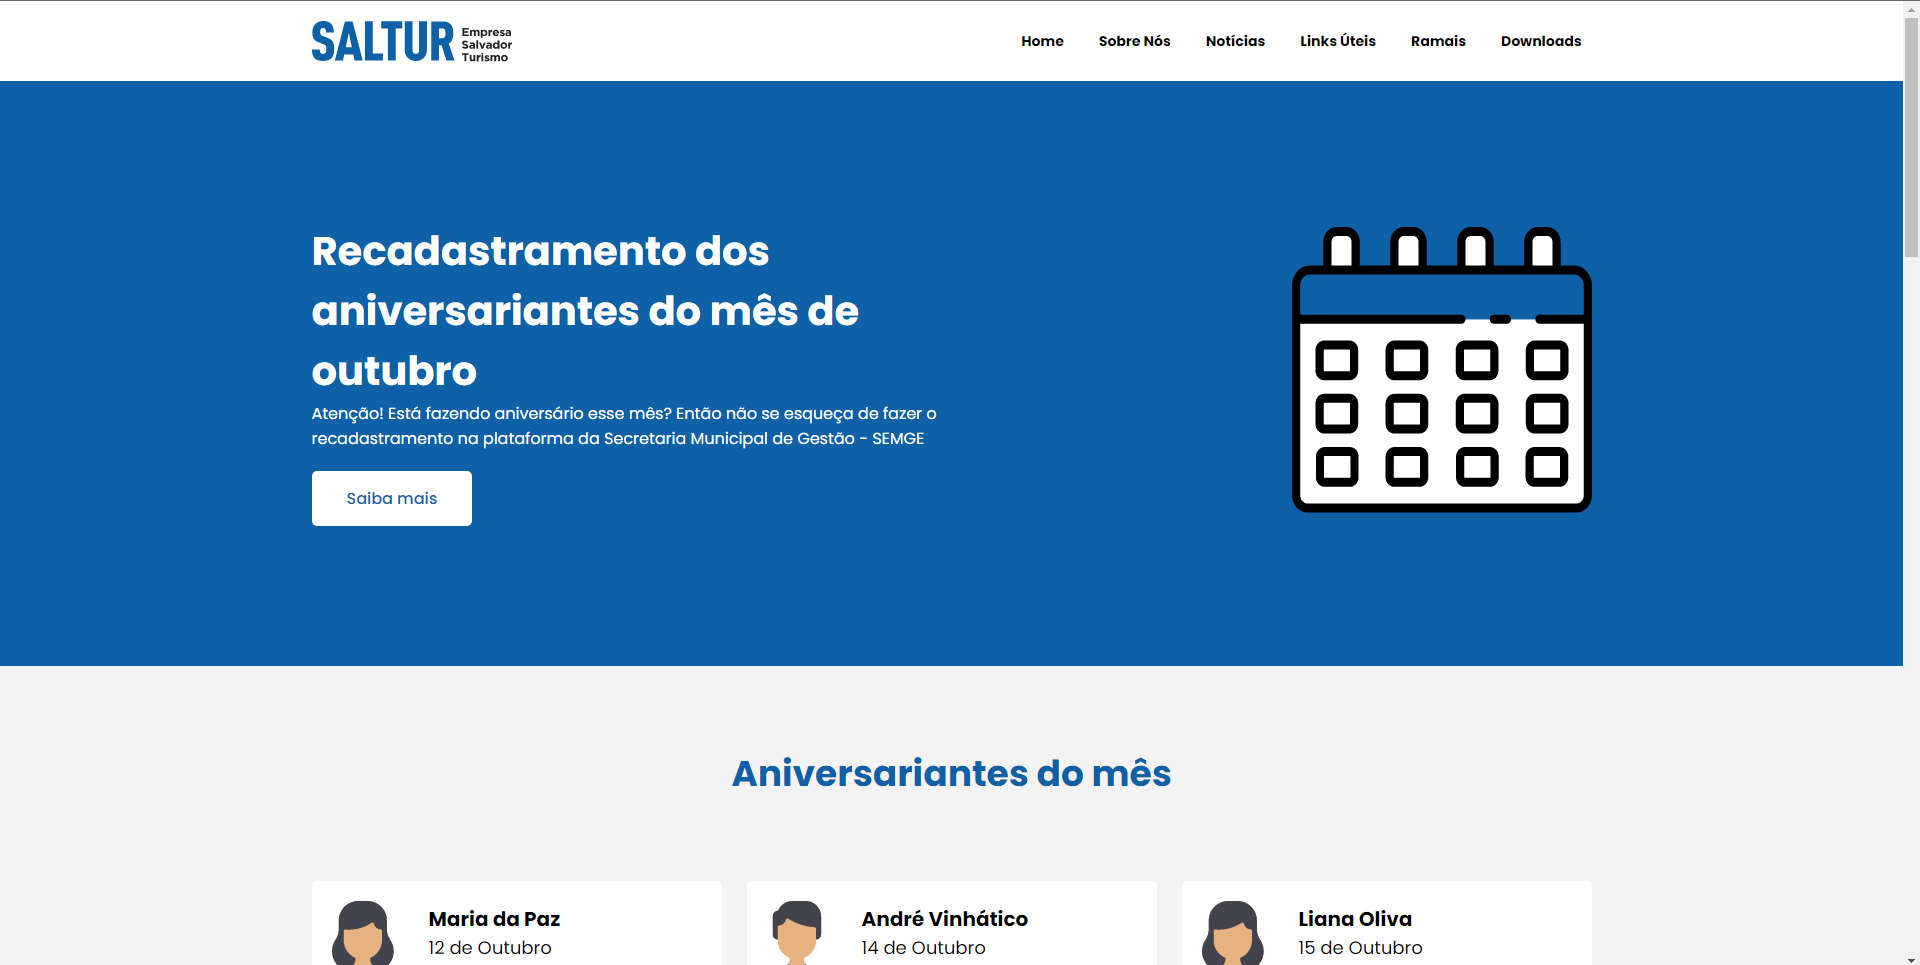 SALTUR Empresa
Salvador
Turismo
Home Sobre Nós Notícias Links Úteis Ramais Downloads
Recadastramento dos
aniversariantes do mês de
outubro
Atenção! Está fazendo aniversário esse mês? Então não se esqueça de fazer o
recadastramento na plataforma da Secretaria Municipal de Gestão - SEMGE
Saiba mais
Aniversariantes do mês
Maria da Paz
12 de Outubro
André Vinhático
14 de Outubro
Liana Oliva
15 de Outubro